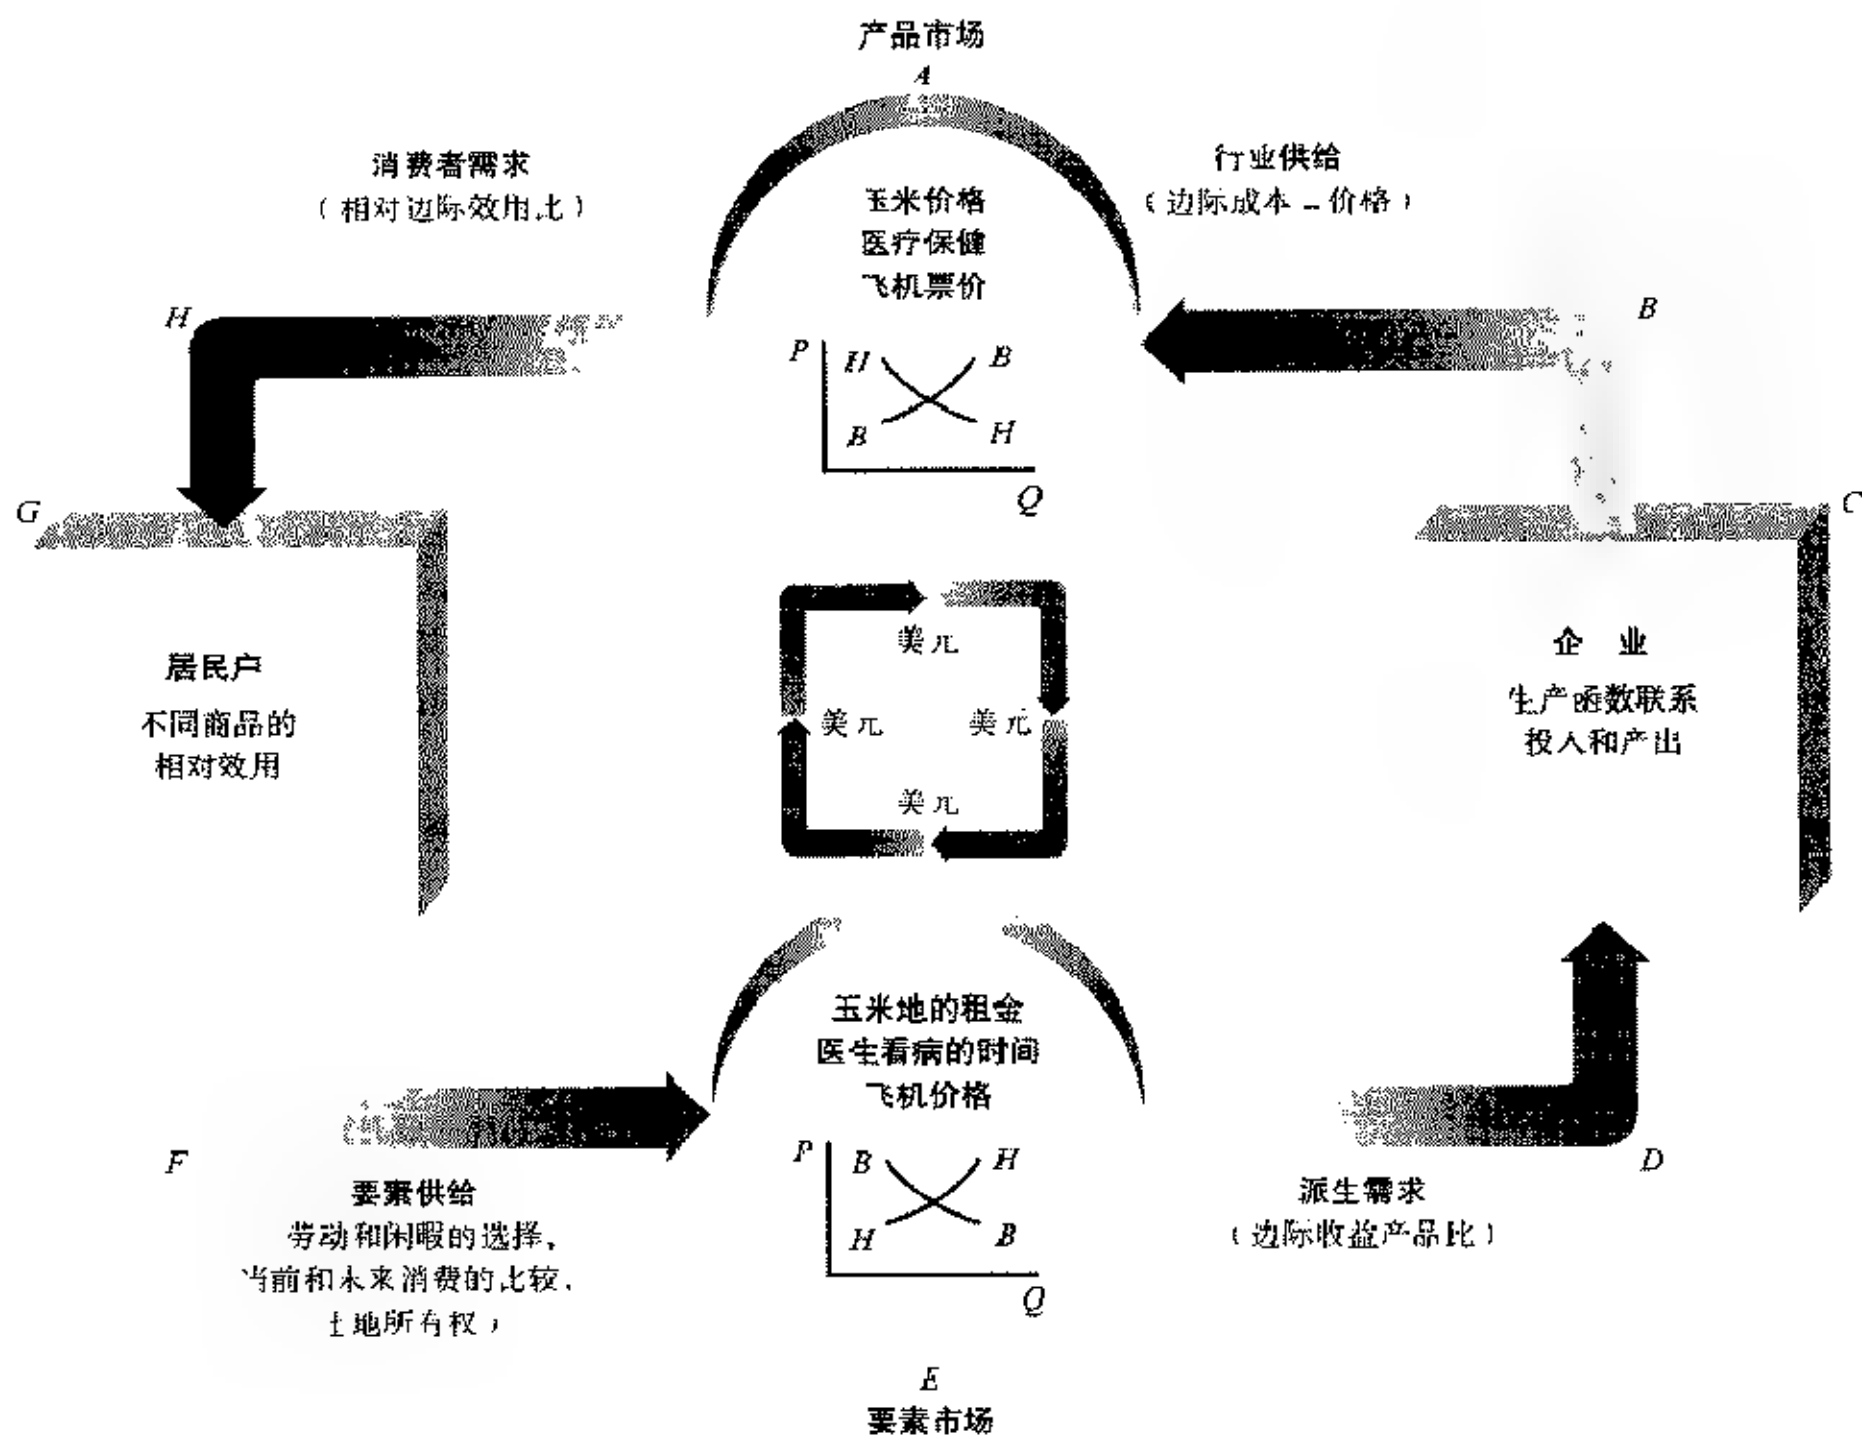 产品市场
A
消费者需求
（相对边际效用比）
行业供给
（边际成本=价格）
玉米价格
医疗保健
飞机票价
H
B
P
H
B
B
H
Q
G
C
居民户
不同商品的
相对效用
美元
美元
美元
美元
企 业
生产函数联系
投入和产出
玉米地的租金
医生看病的时间
飞机价格
F
要素供给
劳动和闲暇的选择，
当前和未来消费的比较，
土地所有权）
P
B
H
H
B
Q
D
派生需求
（边际收益产品比）
E
要素市场